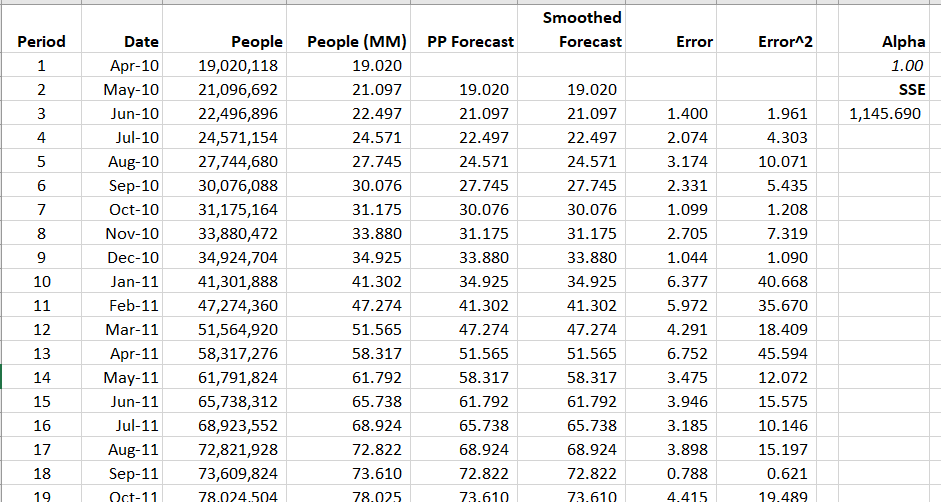 Smoothed
Period Date People People (MM) PP Forecast Forecast Error Error^2 Alpha
1 Apr-10 19,020,118 19.020 1.00
2 May-10 21,096,692 21.097 19.020 19.020 SSE
3 Jun-10 22,496,896 22.497 21.097 21.097 1.400 1.961 1,145.690
4 Jul-10 24,571,154 24.571 22.497 22.497 2.074 4.303
5 Aug-10 27,744,680 27.745 24.571 24.571 3.174 10.071
6 Sep-10 30,076,088 30.076 27.745 27.745 2.331 5.435
7 Oct-10 31,175,164 31.175 30.076 30.076 1.099 1.208
8 Nov-10 33,880,472 33.880 31.175 31.175 2.705 7.319
9 Dec-10 34,924,704 34.925 33.880 33.880 1.044 1.090
10 Jan-11 41,301,888 41.302 34.925 34.925 6.377 40.668
11 Feb-11 47,274,360 47.274 41.302 41.302 5.972 35.670
12 Mar-11 51,564,920 51.565 47.274 47.274 4.291 18.409
13 Apr-11 58,317,276 58.317 51.565 51.565 6.752 45.594
14 May-11 61,791,824 61.792 58.317 58.317 3.475 12.072
15 Jun-11 65,738,312 65.738 61.792 61.792 3.946 15.575
16 Jul-11 68,923,552 68.924 65.738 65.738 3.185 10.146
17 Aug-11 72,821,928 72.822 68.924 68.924 3.898 15.197
18 Sep-11 73,609,824 73.610 72.822 72.822 0.788 0.621
19 Oct-11 78,024,504 78.025 73.610 73.610 4.415 19.489